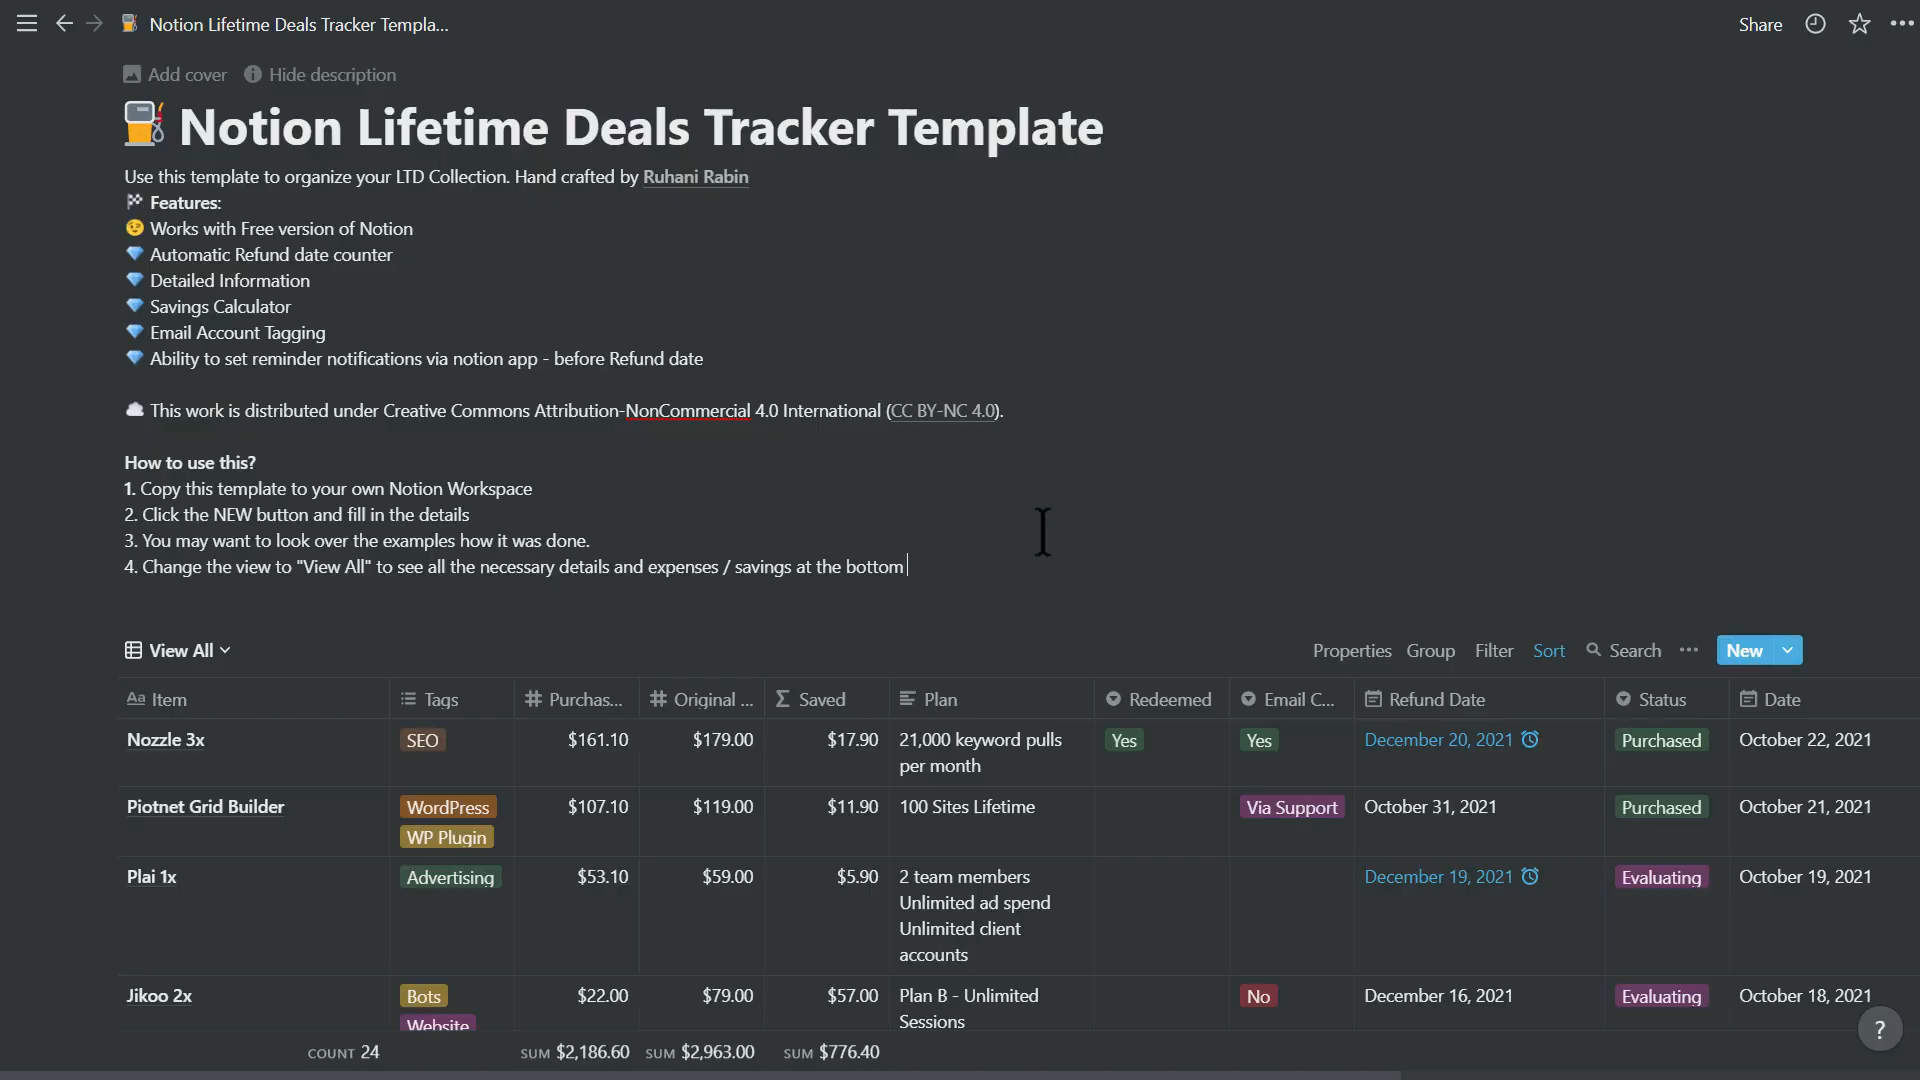 Notion Lifetime Deals Tracker Templa...
Share
Add cover Hide description
Notion Lifetime Deals Tracker Template
Use this template to organize your LTD Collection. Hand crafted by Ruhani Rabin
Features:
Works with Free version of Notion
Automatic Refund date counter
Detailed Information
Savings Calculator
Email Account Tagging
Ability to set reminder notifications via notion app - before Refund date
This work is distributed under Creative Commons Attribution-NonCommercial 4.0 International (CC BY-NC 4.0).
How to use this?
1. Copy this template to your own Notion Workspace
2. Click the NEW button and fill in the details
3. You may want to look over the examples how it was done.
4. Change the view to "View All" to see all the necessary details and expenses / savings at the bottom
View All Properties Group Filter Sort Search ... New
Aa Item Tags # Purchas... # Original ... Σ Saved Plan Redeemed Email C... Refund Date Status Date
Nozzle 3x SEO $161.10 $179.00 $17.90 21,000 keyword pulls Yes Yes December 20, 2021 Purchased October 22, 2021
per month
Piotnet Grid Builder WordPress $107.10 $119.00 $11.90 100 Sites Lifetime Via Support October 31, 2021 Purchased October 21, 2021
WP Plugin
Plai 1x Advertising $53.10 $59.00 $5.90 2 team members December 19, 2021 Evaluating October 19, 2021
Unlimited ad spend
Unlimited client
accounts
Jikoo 2x Bots $22.00 $79.00 $57.00 Plan B - Unlimited No December 16, 2021 Evaluating October 18, 2021
Website Sessions
?
COUNT 24 SUM $2,186.60 SUM $2,963.00 SUM $776.40